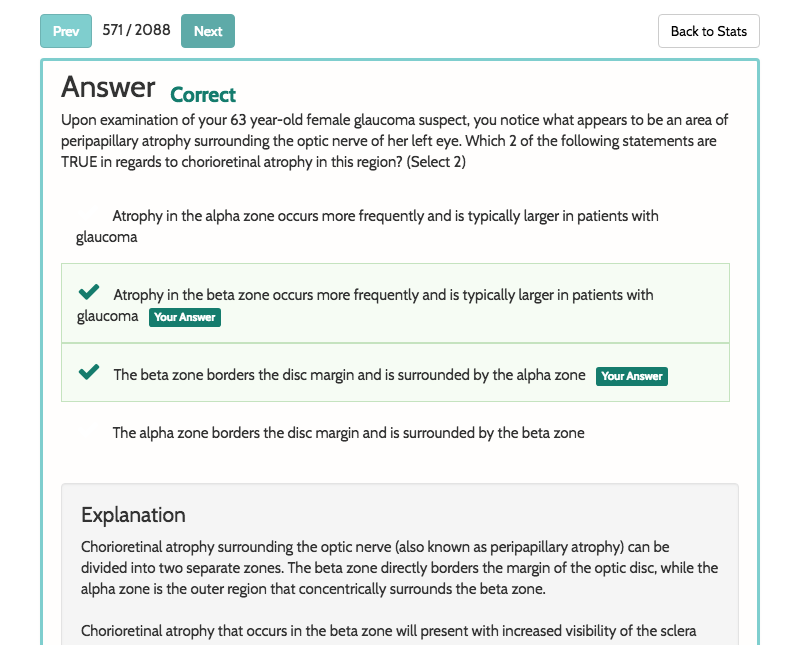 Prev 571 / 2088 Next Back to Stats
Answer Correct
Upon examination of your 63 year-old female glaucoma suspect, you notice what appears to be an area of
peripapillary atrophy surrounding the optic nerve of her left eye. Which 2 of the following statements are
TRUE in regards to chorioretinal atrophy in this region? (Select 2)
Atrophy in the alpha zone occurs more frequently and is typically larger in patients with
glaucoma
Atrophy in the beta zone occurs more frequently and is typically larger in patients with
glaucoma Your Answer
The beta zone borders the disc margin and is surrounded by the alpha zone Your Answer
The alpha zone borders the disc margin and is surrounded by the beta zone
Explanation
Chorioretinal atrophy surrounding the optic nerve (also known as peripapillary atrophy) can be
divided into two separate zones. The beta zone directly borders the margin of the optic disc, while the
alpha zone is the outer region that concentrically surrounds the beta zone.
Chorioretinal atrophy that occurs in the beta zone will present with increased visibility of the sclera